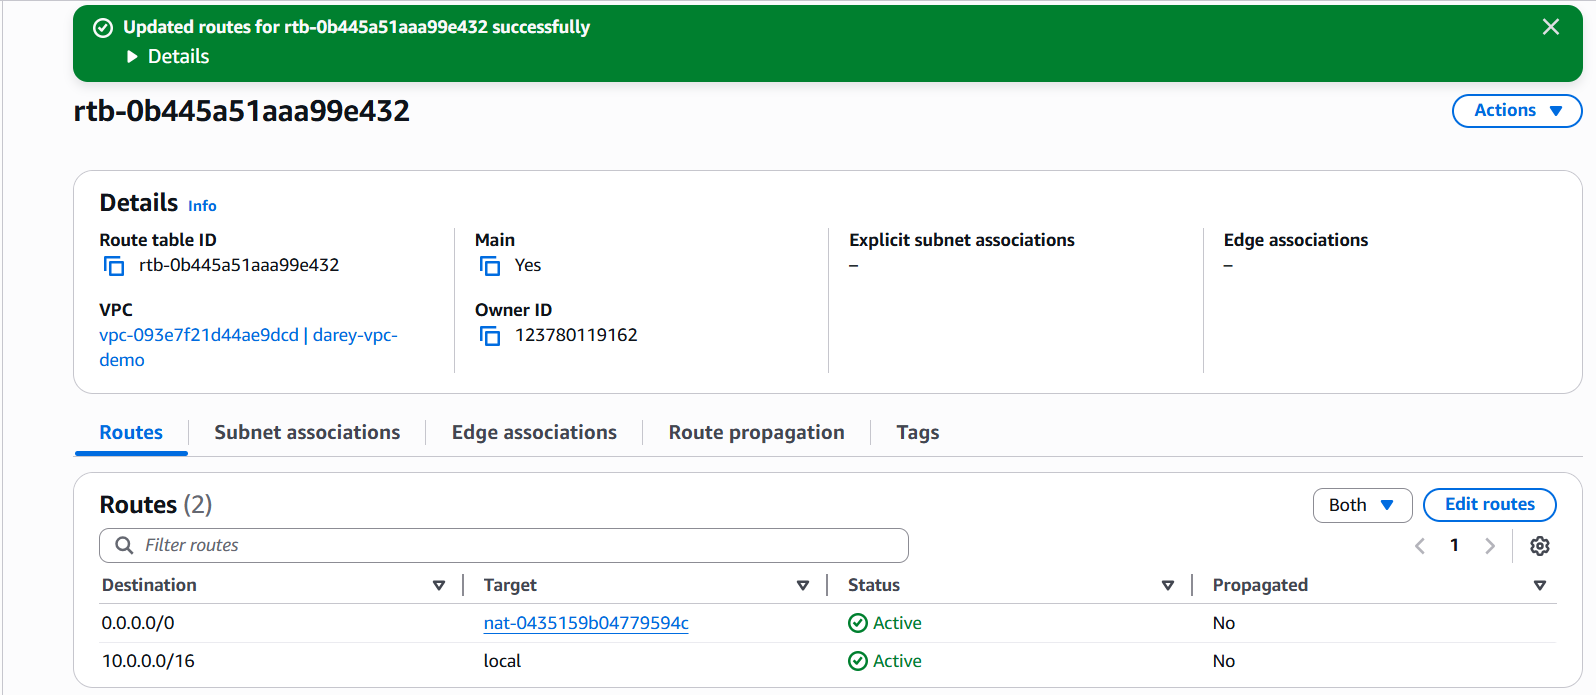 Updated routes for rtb-0b445a51aaa99e432 successfully
Details
rtb-0b445a51aaa99e432
Actions
Details Info
Route table ID
rtb-0b445a51aaa99e432
Main
Yes
Explicit subnet associations
–
Edge associations
–
VPC
vpc-093e7f21d44ae9dcd | darey-vpc-
demo
Owner ID
123780119162
Routes Subnet associations Edge associations Route propagation Tags
Routes (2)
Both Edit routes
Filter routes
1
Destination Target Status Propagated
0.0.0.0/0 nat-0435159b04779594c Active No
10.0.0.0/16 local Active No